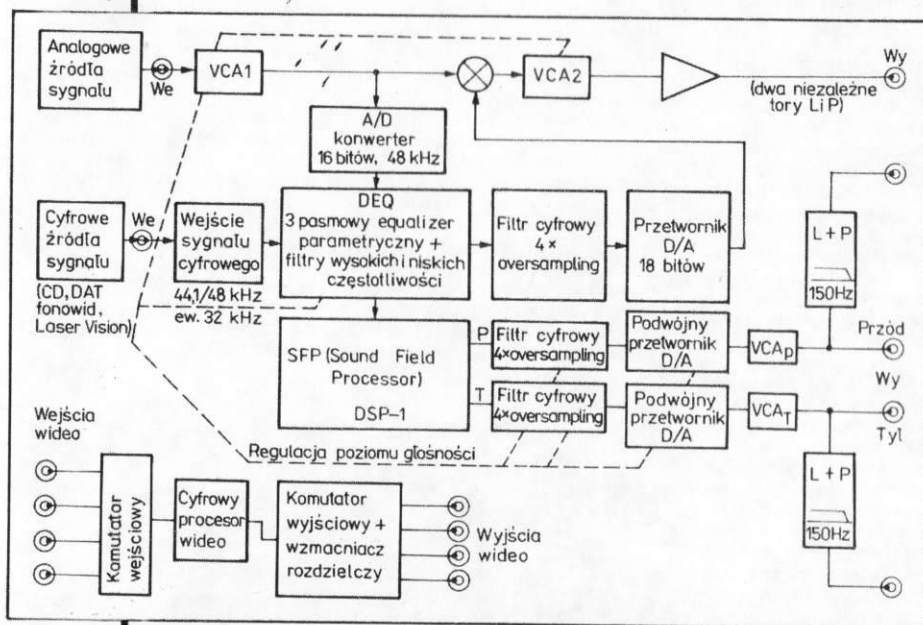 Analogowe
źródła
sygnału
We
VCA1
VCA2
Wy
(dwa niezależne
tory L i P)
A/D
konwerter
16 bitów, 48 kHz
Cyfrowe
źródła
sygnału
We
(CD, DAT
fonowid,
Laser Vision)
Wejście
sygnału
cyfrowego
44,1/48 kHz
ew. 32 kHz
DEQ
3 pasmowy equalizer
parametryczny +
filtry wysokich i niskich
częstotliwości
Filtr cyfrowy
4×
oversampling
Przetwornik
D/A
18 bitów
L + P
150Hz
SFP (Sound Field
Processor)
DSP-1
P
Filtr cyfrowy
4×oversampling
Podwójny
przetwornik
D/A
VCAp
Przód
Wy
T
Filtr cyfrowy
4×oversampling
Podwójny
przetwornik
D/A
VCAT
Tył
L + P
150Hz
Regulacja poziomu głośności
Wejścia
wideo
Komutator
wejściowy
Cyfrowy
procesor
wideo
Komutator
wyjściowy +
wzmacniacz
rozdzielczy
Wyjścia
wideo